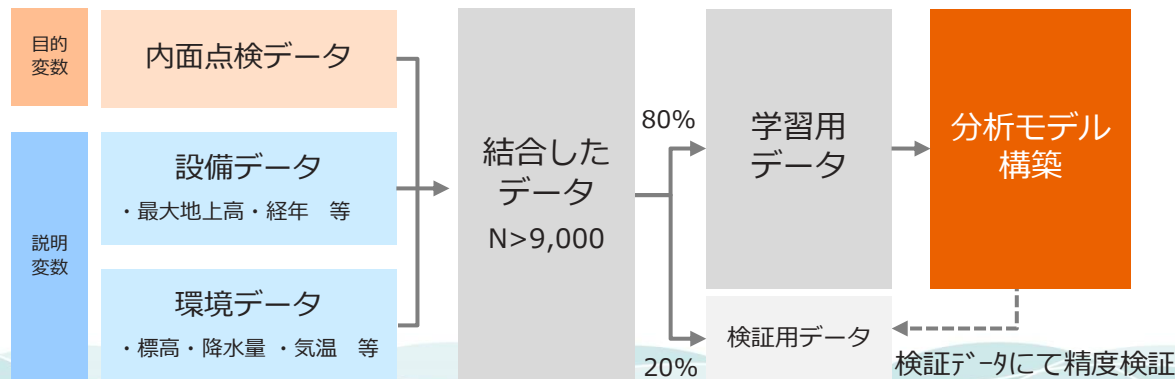 目的
変数
内面点検データ
説明
変数
設備データ
・最大地上高・経年　等
環境データ
・標高・降水量 ・気温　等
結合した
データ
N>9,000
80%
20%
学習用
データ
検証用データ
分析モデル
構築
検証ﾃﾞｰﾀにて精度検証